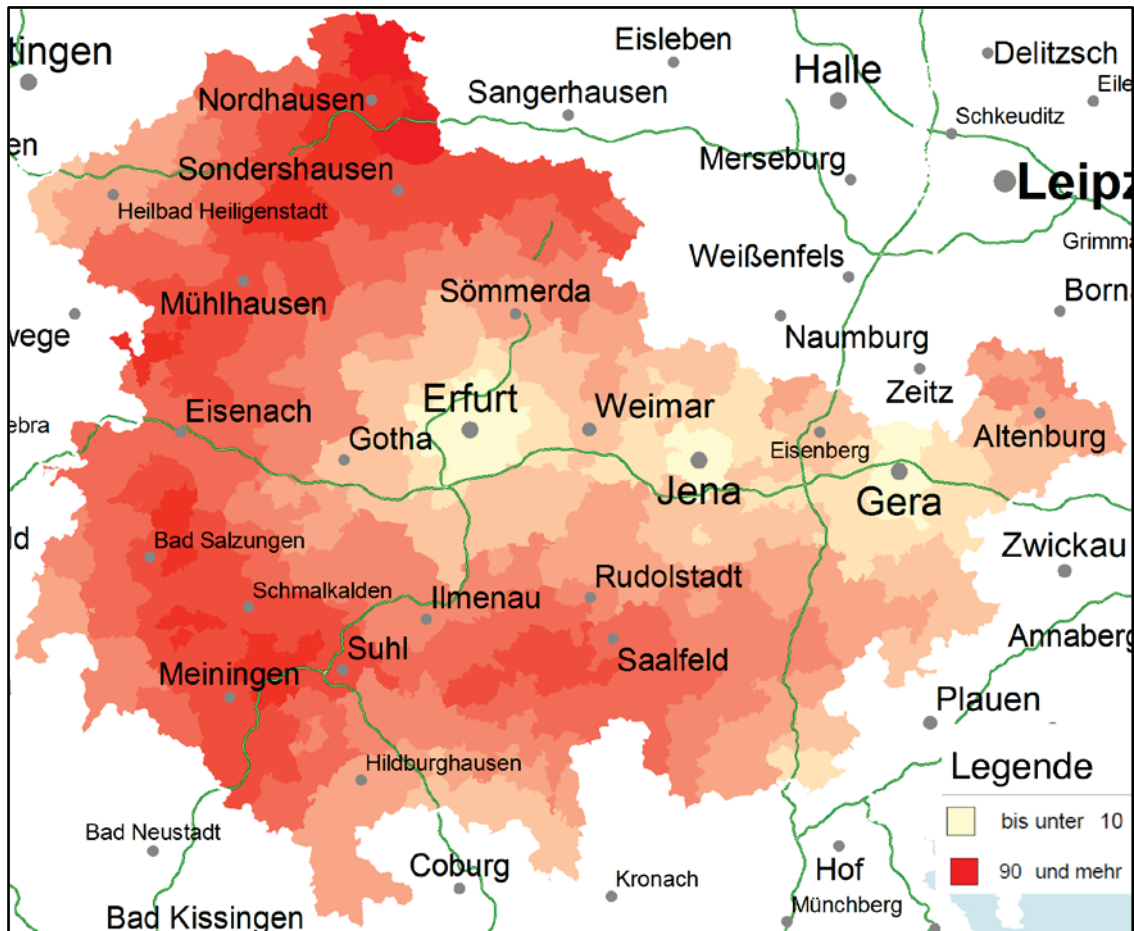 tingen
Eisleben
Delitzsch
Halle
Eile
Nordhausen
Sangerhausen
Schkeuditz
en
Sondershausen
Merseburg
Leipz
Heilbad Heiligenstadt
Grimma
Weißenfels
Mühlhausen
Sömmerda
Borna
wege
Naumburg
Zeitz
Erfurt
Weimar
Eisenach
ebra
Gotha
Eisenberg
Altenburg
Jena
Gera
ld
Bad Salzungen
Zwickau
Rudolstadt
Schmalkalden
Ilmenau
Annaberg
Suhl
Saalfeld
Meiningen
Plauen
Hildburghausen
Legende
bis unter 10
Bad Neustadt
Coburg
Kronach
Hof
90 und mehr
Münchberg
Bad Kissingen